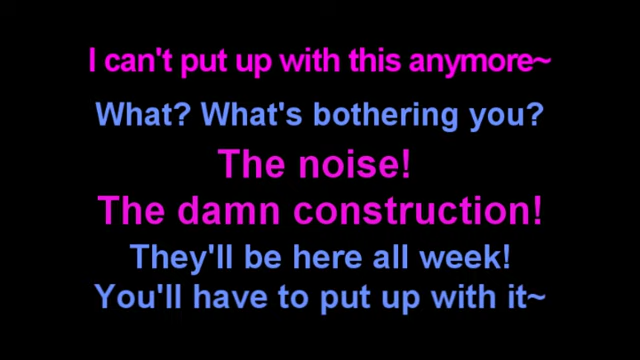 I can't put up with this anymore~
What? What's bothering you?
The noise!
The damn construction!
They'll be here all week!
You'll have to put up with it~